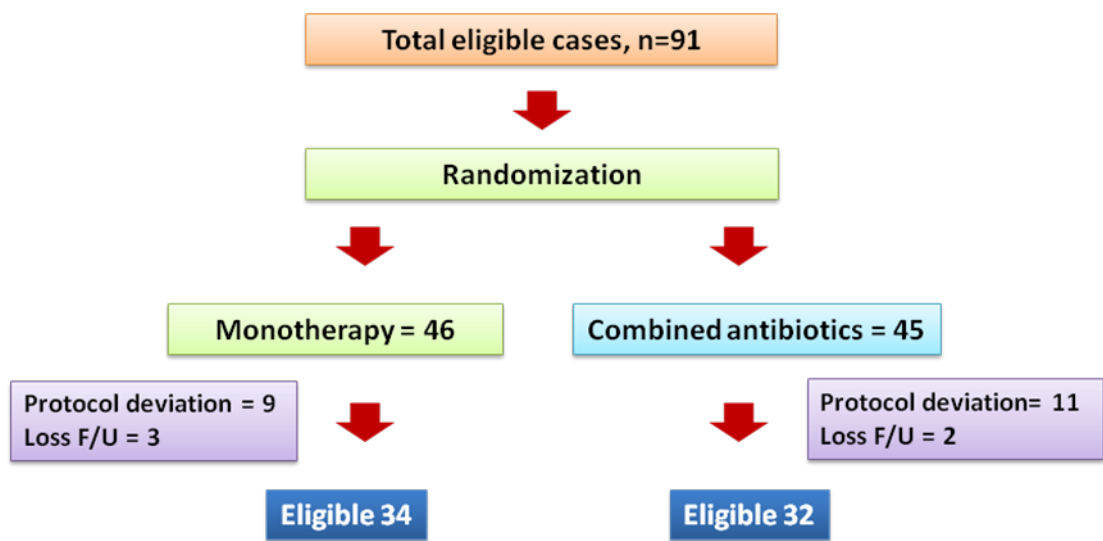 Total eligible cases, n=91
Randomization
Monotherapy = 46
Combined antibiotics = 45
Protocol deviation = 9
Loss F/U = 3
Protocol deviation= 11
Loss F/U = 2
Eligible 34
Eligible 32